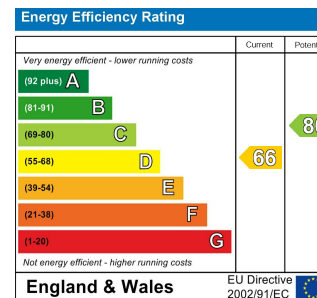 Energy Efficiency Rating
Current
Very energy efficient - lower running costs
(92 plus) A
(81-91) B
(69-80) C
(55-68) D
66
(39-54) E
(21-38) F
(1-20) G
Not energy efficient - higher running costs
England & Wales
EU Directive
2002/91/EC